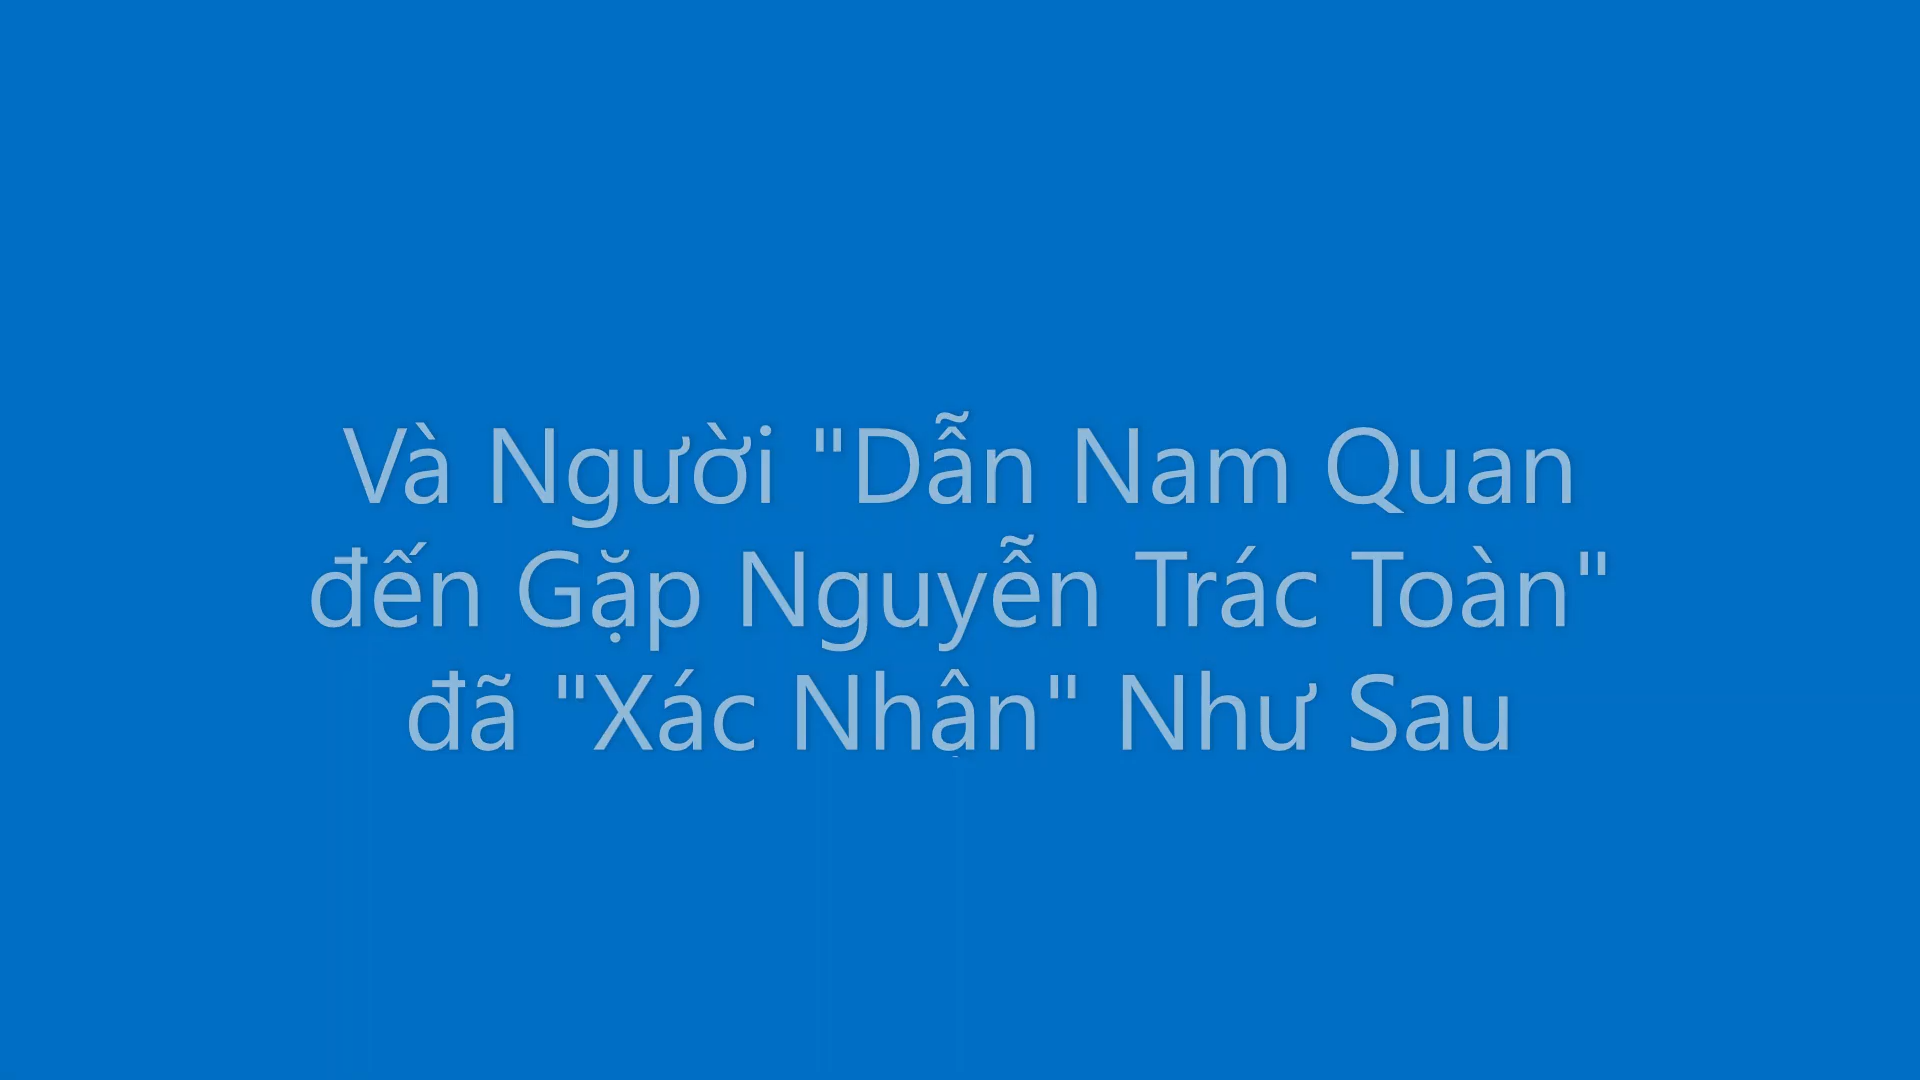 Và Người "Dẫn Nam Quan
đến Gặp Nguyễn Trác Toàn"
đã "Xác Nhận" Như Sau